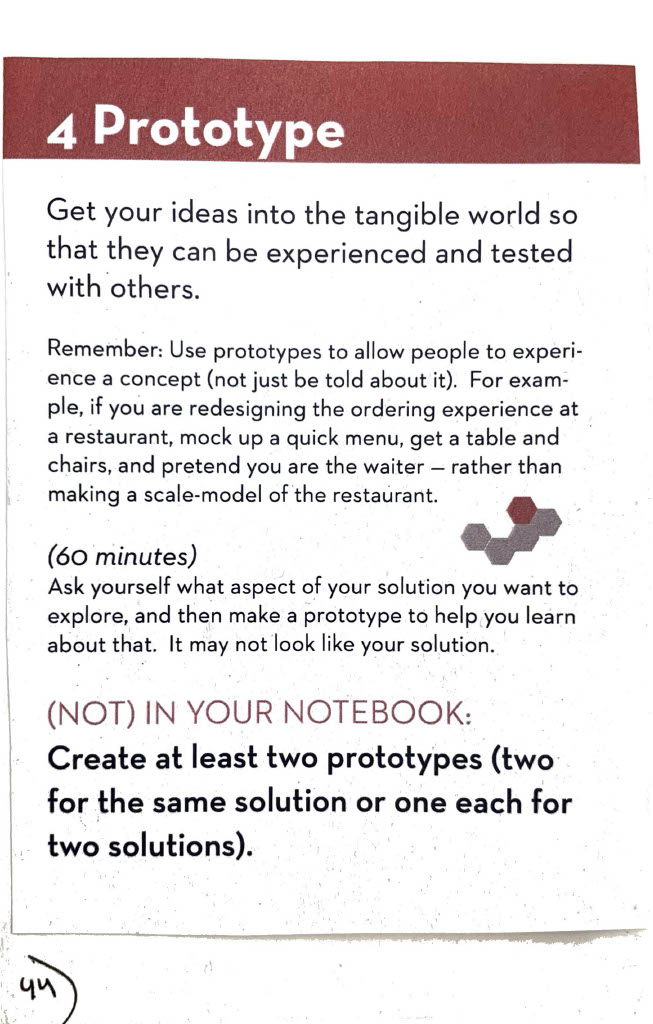 4 Prototype
Get your ideas into the tangible world so
that they can be experienced and tested
with others.
Remember: Use prototypes to allow people to experi-
ence a concept (not just be told about it). For exam-
ple, if you are redesigning the ordering experience at
a restaurant, mock up a quick menu, get a table and
chairs, and pretend you are the waiter – rather than
making a scale-model of the restaurant.
(60 minutes)
Ask yourself what aspect of your solution you want to
explore, and then make a prototype to help you learn
about that. It may not look like your solution.
(NOT) IN YOUR NOTEBOOK:
Create at least two prototypes (two
for the same solution or one each for
two solutions).
44